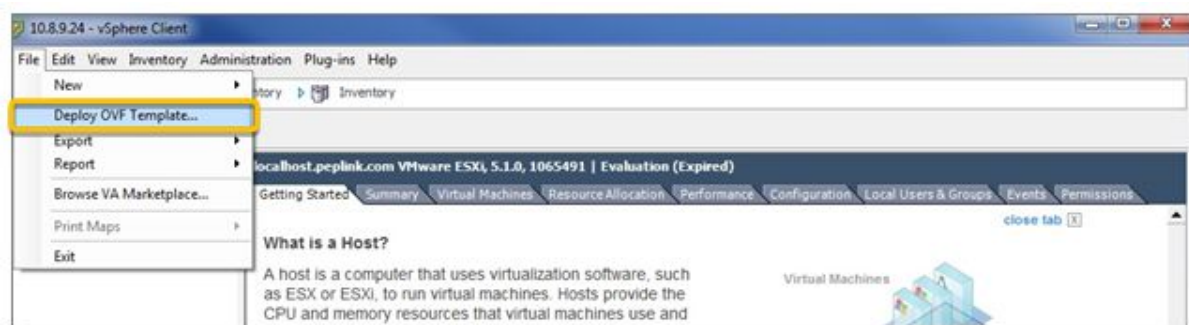 10.8.9.24 - vSphere Client
File Edit View Inventory Administration Plug-ins Help
New
Inventory
Deploy OVF Template...
Export
Report
localhost.peplink.com VMware ESXi, 5.1.0, 1065491 | Evaluation (Expired)
Browse VA Marketplace...
Getting Started Summary Virtual Machines Resource Allocation Performance Configuration Local Users & Groups Events Permissions
close tab
Print Maps
Exit
What is a Host?
A host is a computer that uses virtualization software, such
as ESX or ESXi, to run virtual machines. Hosts provide the
CPU and memory resources that virtual machines use and
Virtual Machines